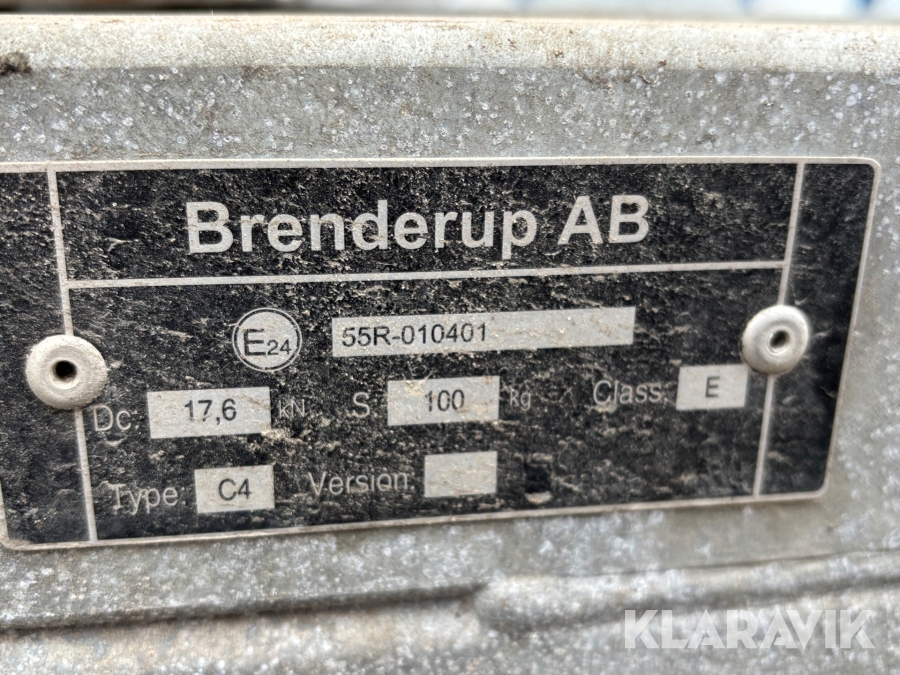 Brenderup AB
E24 55R-010401
Dc 17,6 kN S 100 kg Class: E
Type: C4 Version
KLARAVIK